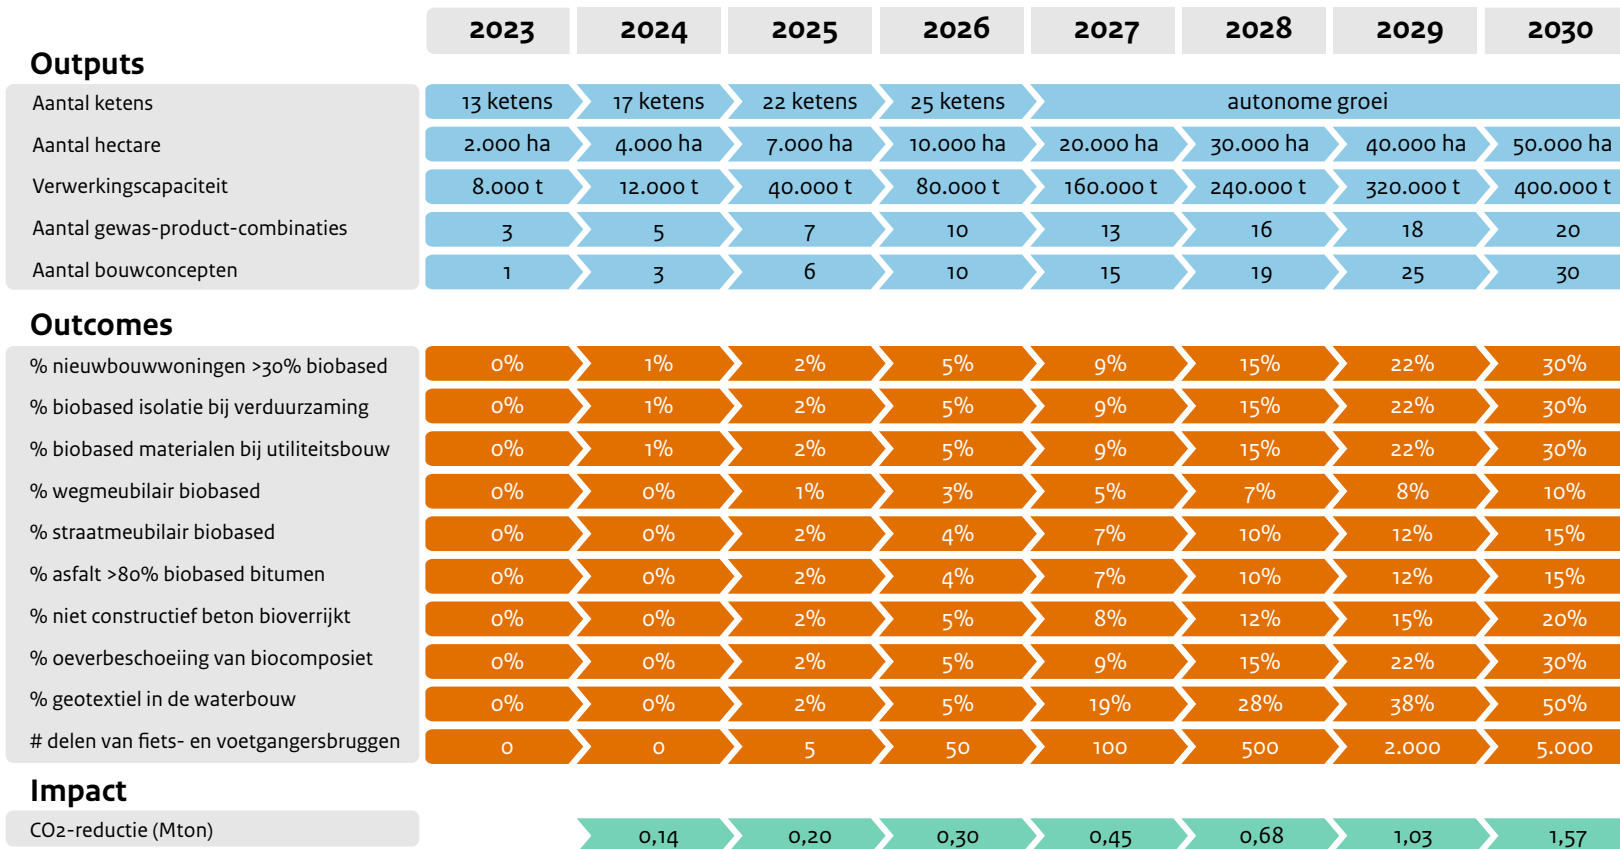 2023 2024 2025 2026 2027 2028 2029 2030
Outputs
Aantal ketens 13 ketens 17 ketens 22 ketens 25 ketens autonome groei
Aantal hectare 2.000 ha 4.000 ha 7.000 ha 10.000 ha 20.000 ha 30.000 ha 40.000 ha 50.000 ha
Verwerkingscapaciteit 8.000 t 12.000 t 40.000 t 80.000 t 160.000 t 240.000 t 320.000 t 400.000 t
Aantal gewas-product-combinaties 3 5 7 10 13 16 18 20
Aantal bouwconcepten 1 3 6 10 15 19 25 30
Outcomes
% nieuwbouwwoningen >30% biobased 0% 1% 2% 5% 9% 15% 22% 30%
% biobased isolatie bij verduurzaming 0% 1% 2% 5% 9% 15% 22% 30%
% biobased materialen bij utiliteitsbouw 0% 1% 2% 5% 9% 15% 22% 30%
% wegmeubilair biobased 0% 0% 1% 3% 5% 7% 8% 10%
% straatmeubilair biobased 0% 0% 2% 4% 7% 10% 12% 15%
% asfalt >80% biobased bitumen 0% 0% 2% 4% 7% 10% 12% 15%
% niet constructief beton bioverrijkt 0% 0% 2% 5% 8% 12% 15% 20%
% oeverbeschoeiing van biocomposiet 0% 0% 2% 5% 9% 15% 22% 30%
% geotextiel in de waterbouw 0% 0% 2% 5% 19% 28% 38% 50%
# delen van fiets- en voetgangersbruggen 0 0 5 50 100 500 2.000 5.000
Impact
CO2-reductie (Mton) 0,14 0,20 0,30 0,45 0,68 1,03 1,57